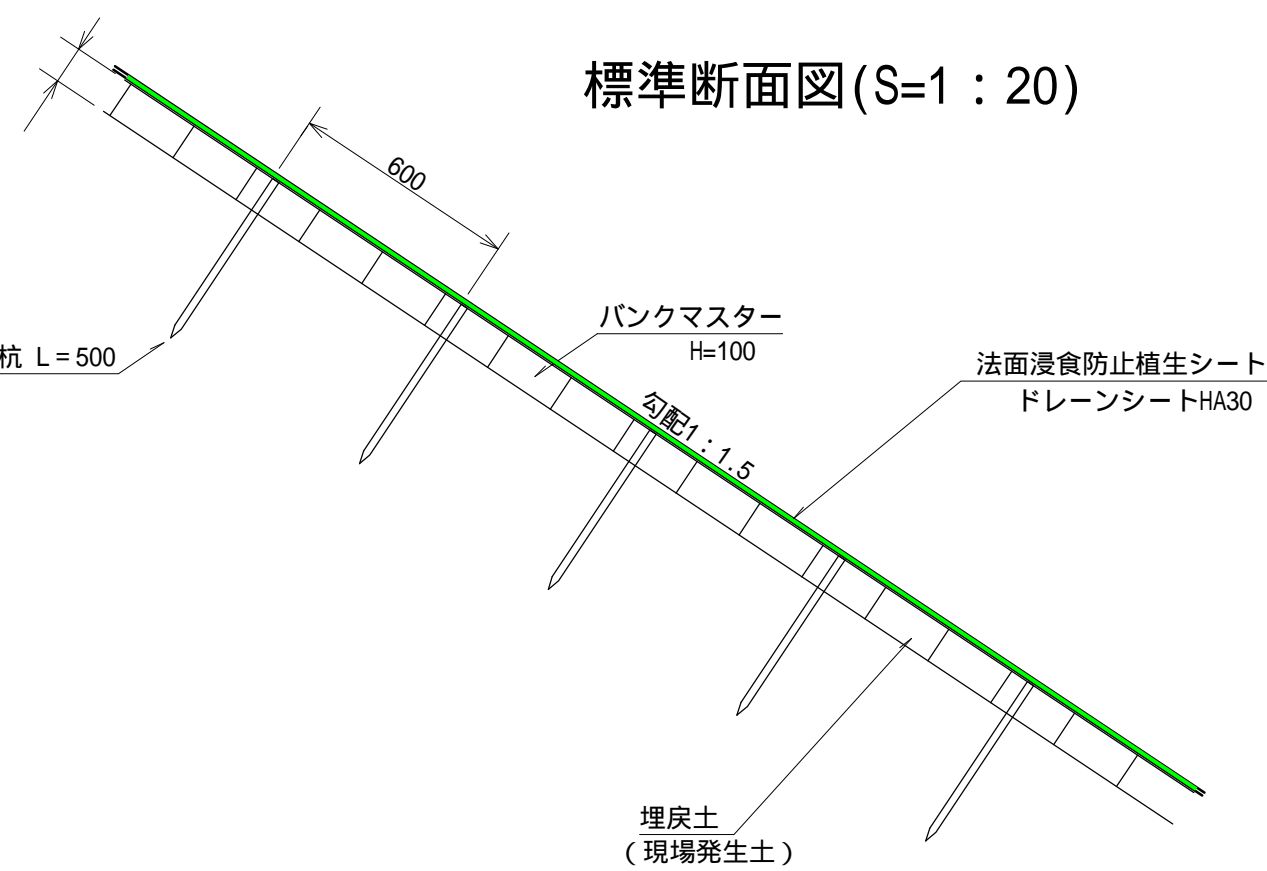 標準断面図(S=1：20)
600
バンクマスター
H=100
杭 L=500
法面浸食防止植生シート
ドレーンシートHA30
勾配1：1.5
埋戻土
(現場発生土)